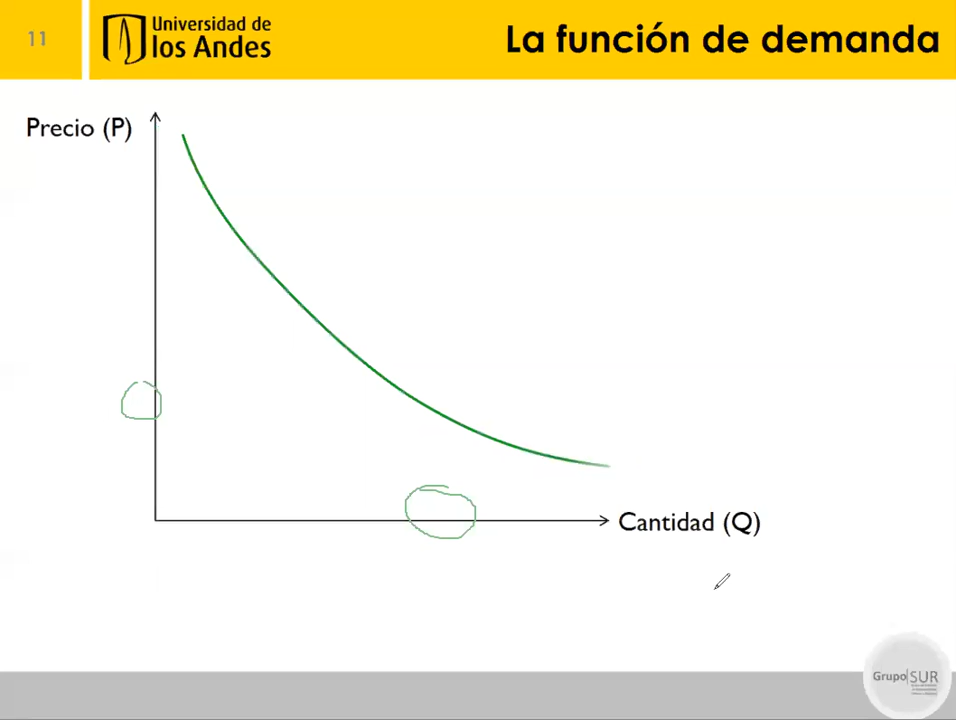 11
Universidad de
los Andes
La función de demanda
Precio (P)
Cantidad (Q)
Grupo|SUR